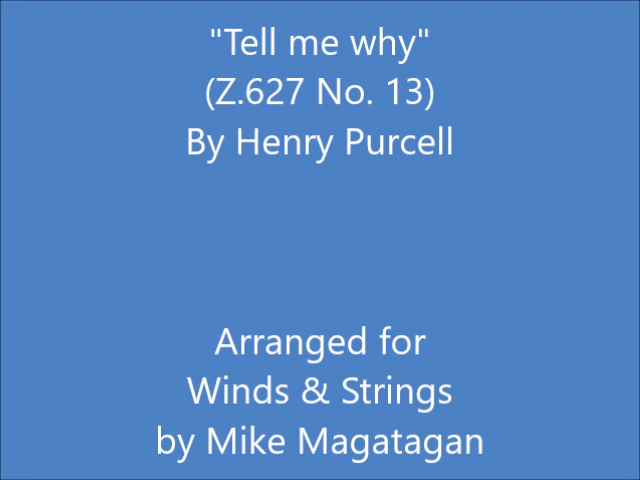 "Tell me why"
(Z.627 No. 13)
By Henry Purcell
Arranged for
Winds & Strings
by Mike Magatagan